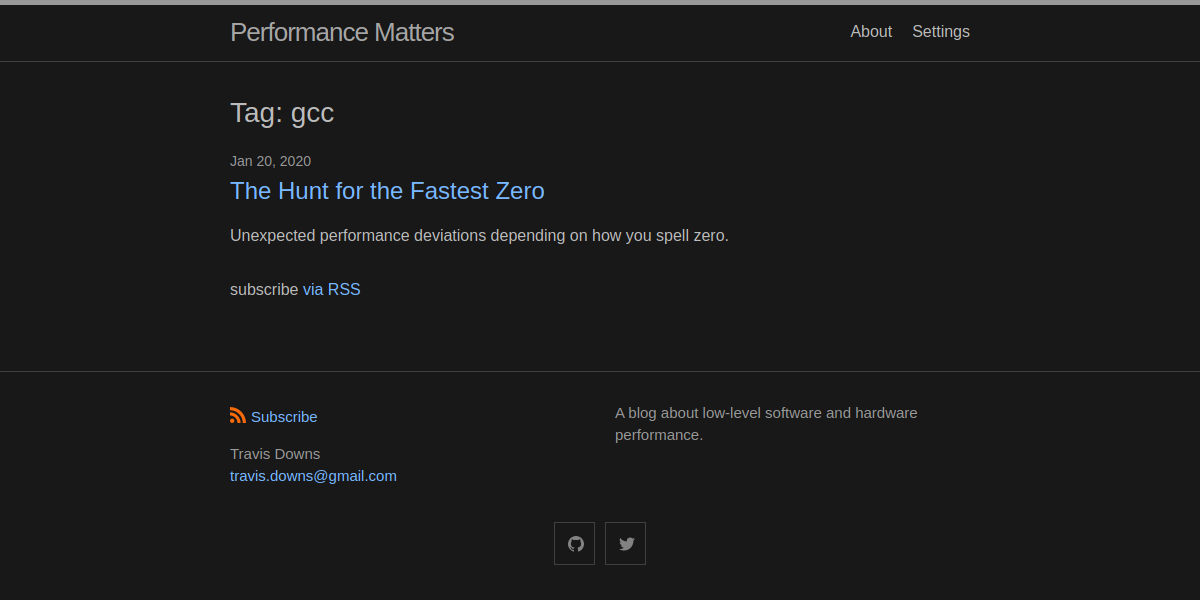 Performance Matters
About Settings
Tag: gcc
Jan 20, 2020
The Hunt for the Fastest Zero
Unexpected performance deviations depending on how you spell zero.
subscribe via RSS
Subscribe
Travis Downs
travis.downs@gmail.com
A blog about low-level software and hardware
performance.